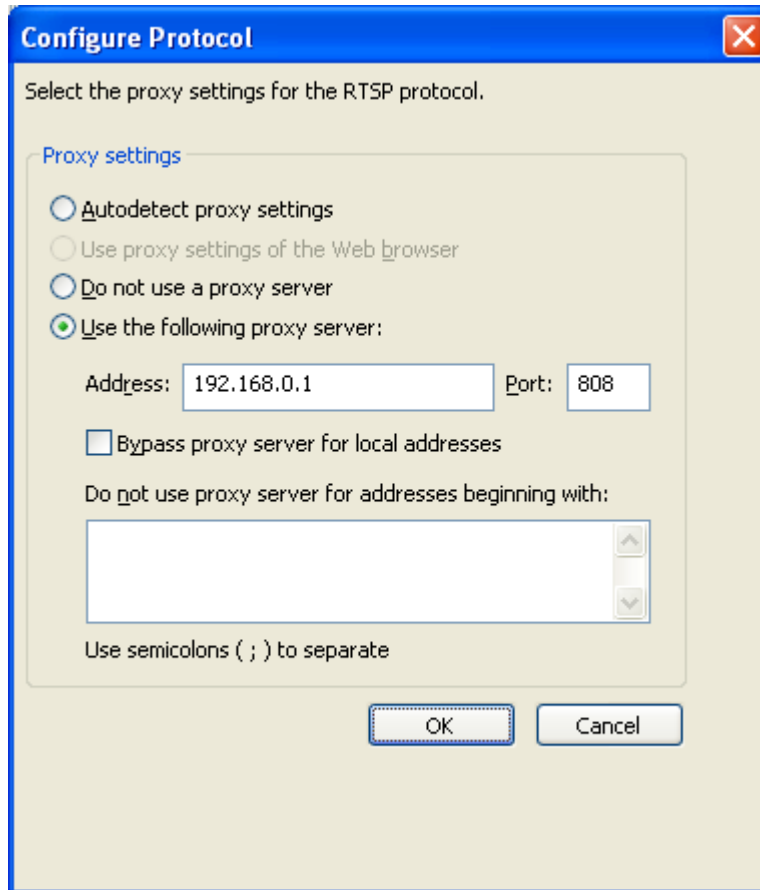 Configure Protocol
Select the proxy settings for the RTSP protocol.
Proxy settings
Autodetect proxy settings
Use proxy settings of the Web browser
Do not use a proxy server
Use the following proxy server:
Address: 192.168.0.1 Port: 808
Bypass proxy server for local addresses
Do not use proxy server for addresses beginning with:
Use semicolons ( ; ) to separate
OK Cancel